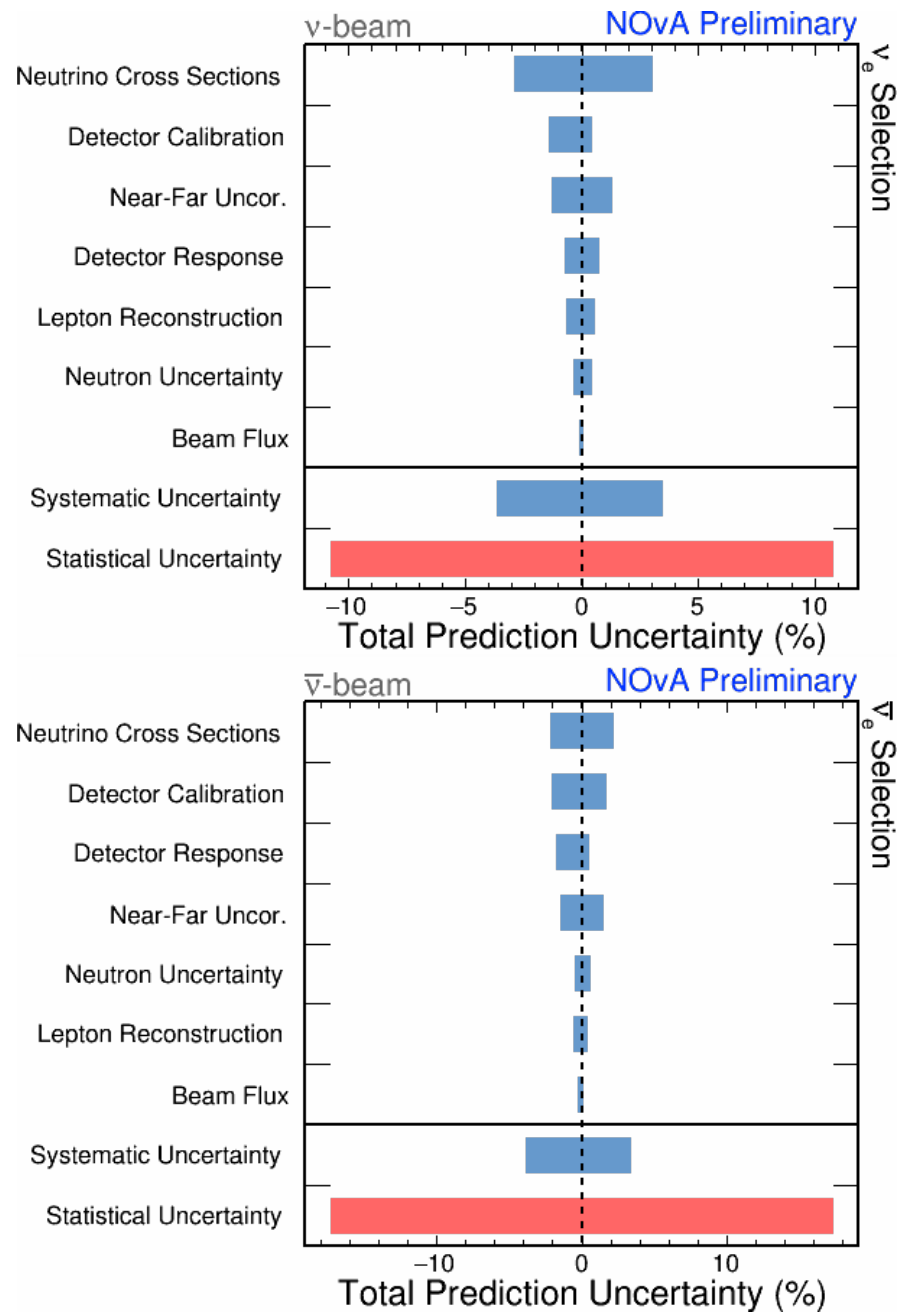 ν-beam NOνA Preliminary
Neutrino Cross Sections
Detector Calibration
Near-Far Uncor.
Detector Response
Lepton Reconstruction
Neutron Uncertainty
Beam Flux
Systematic Uncertainty
Statistical Uncertainty
νe Selection
−10 −5 0 5 10
Total Prediction Uncertainty (%)
ν̅-beam NOνA Preliminary
Neutrino Cross Sections
Detector Calibration
Detector Response
Near-Far Uncor.
Neutron Uncertainty
Lepton Reconstruction
Beam Flux
Systematic Uncertainty
Statistical Uncertainty
ν̅e Selection
−10 0 10
Total Prediction Uncertainty (%)